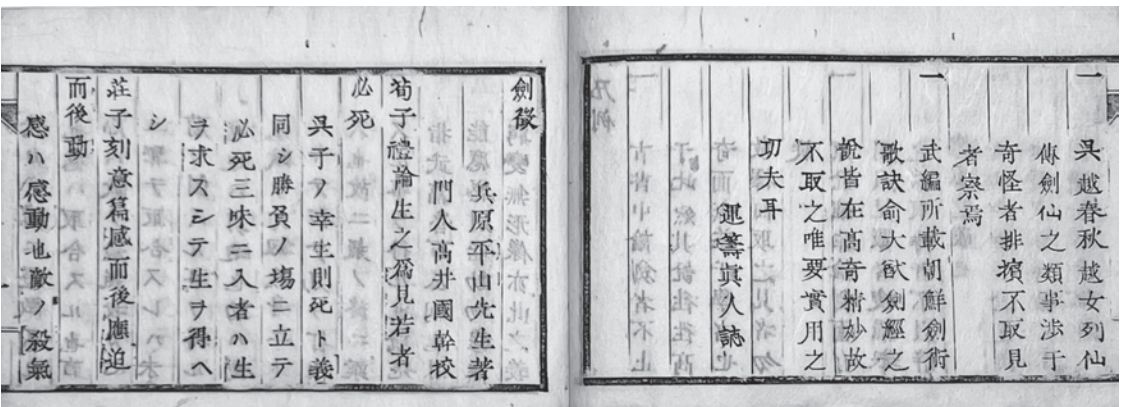 一 呉越春秋越女列仙
傳劍仙之類事涉于
奇怪者排擯不取見
者察焉
一 武編所載朝鮮劍術
歌訣俞大猷劍經之
說皆在高奇精妙故
不取之唯要實用之
功夫耳
運籌眞人誌
劍徵
兵原平山先生著
門人高井國幹校
荀子禮論生之爲見若者
必死
呉子ノ幸生則死ト義
同シ勝負ノ塲ニ立テ
必死三昧ニ入者ハ生
ヲ求スシテ生ヲ得ヘ
シ
莊子刻意篇感而後應迫
而後動
感ハ感動也敵ノ殺氣